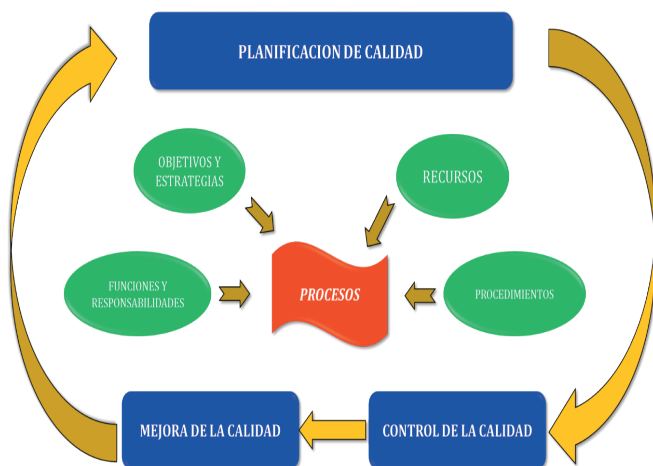 PLANIFICACION DE CALIDAD
OBJETIVOS Y
ESTRATEGIAS
RECURSOS
FUNCIONES Y
RESPONSABILIDADES
PROCESOS
PROCEDIMIENTOS
MEJORA DE LA CALIDAD
CONTROL DE LA CALIDAD